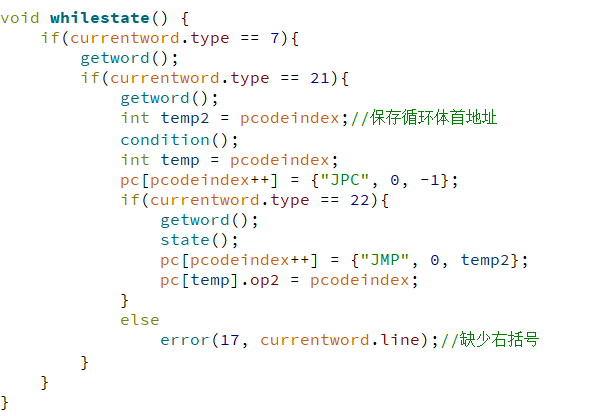 void whilestate() {
    if(currentword.type == 7){
        getword();
        if(currentword.type == 21){
            getword();
            int temp2 = pcodeindex;//保存循环体首地址
            condition();
            int temp = pcodeindex;
            pc[pcodeindex++] = {"JPC", 0, -1};
            if(currentword.type == 22){
                getword();
                state();
                pc[pcodeindex++] = {"JMP", 0, temp2};
                pc[temp].op2 = pcodeindex;
            }
            else
                error(17, currentword.line);//缺少右括号
        }
    }
}